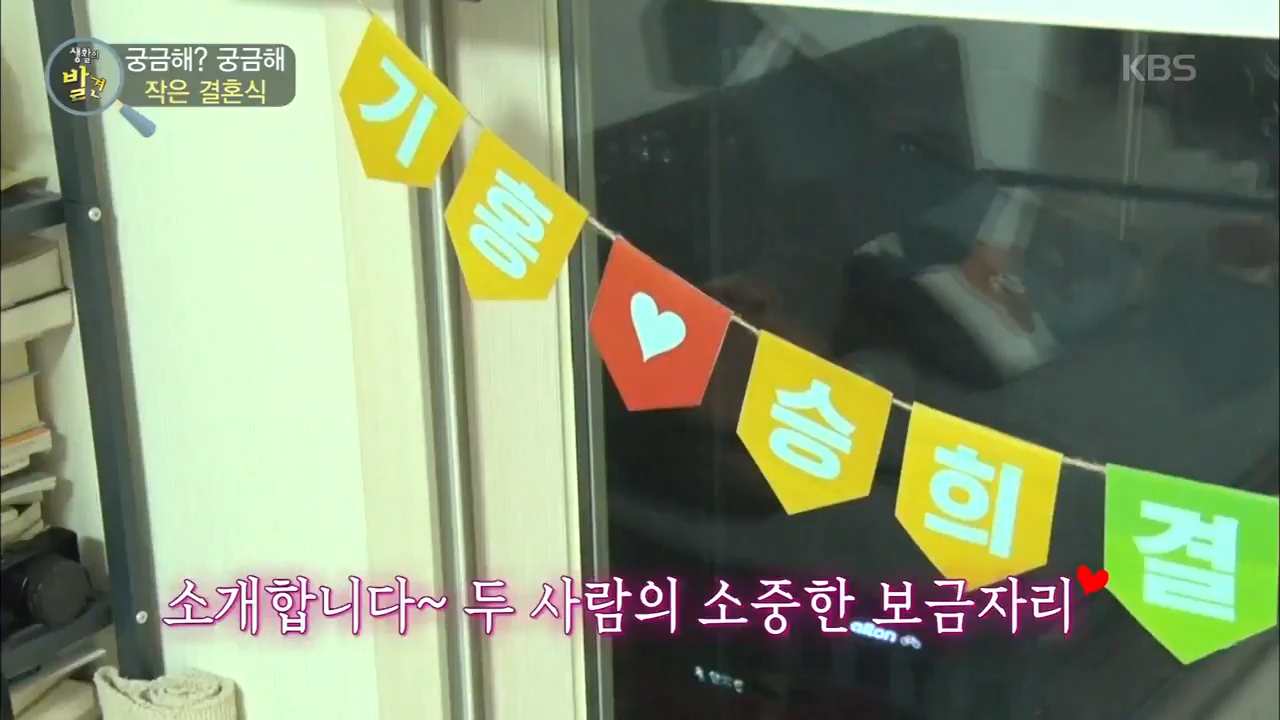 생활의
발견
궁금해? 궁금해
작은 결혼식
KBS
기
홍
승
희
결
소개합니다~ 두 사람의 소중한 보금자리
alton